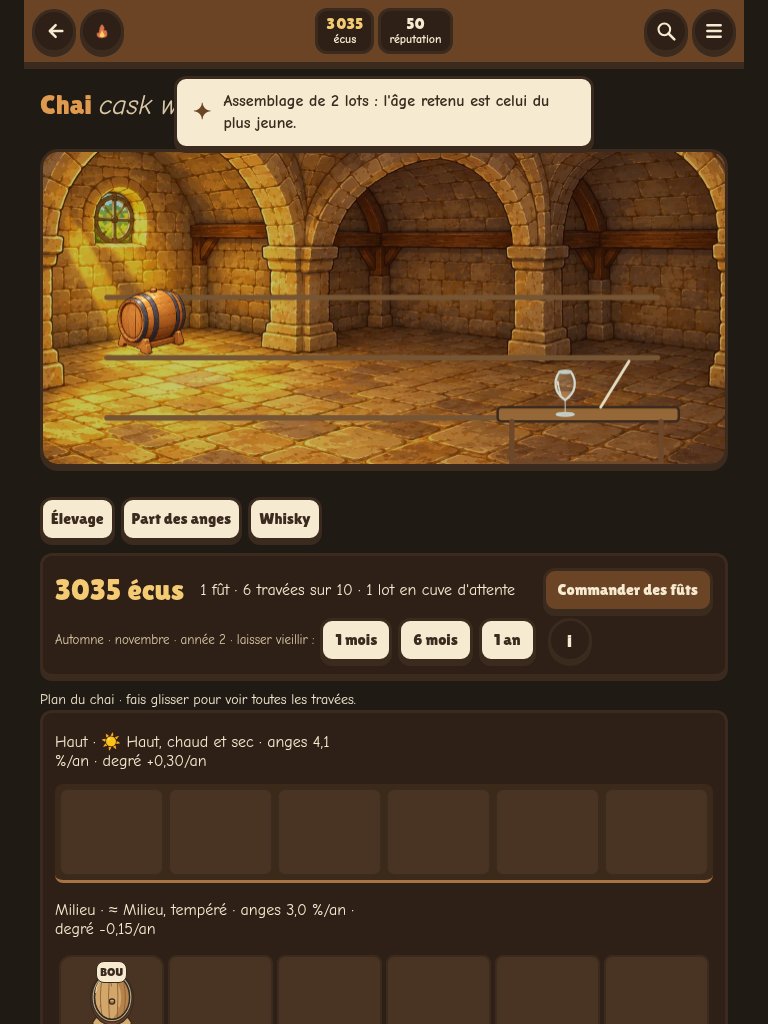 3035
écus
50
réputation
Chai cask w
Assemblage de 2 lots : l'âge retenu est celui du
plus jeune.
Élevage
Part des anges
Whisky
3035 écus
1 fût · 6 travées sur 10 · 1 lot en cuve d'attente
Commander des fûts
Automne · novembre · année 2 · laisser vieillir :
1 mois
6 mois
1 an
i
Plan du chai · fais glisser pour voir toutes les travées.
Haut · ☀️ Haut, chaud et sec · anges 4,1
%/an · degré +0,30/an
Milieu · ≈ Milieu, tempéré · anges 3,0 %/an ·
degré -0,15/an
BOU